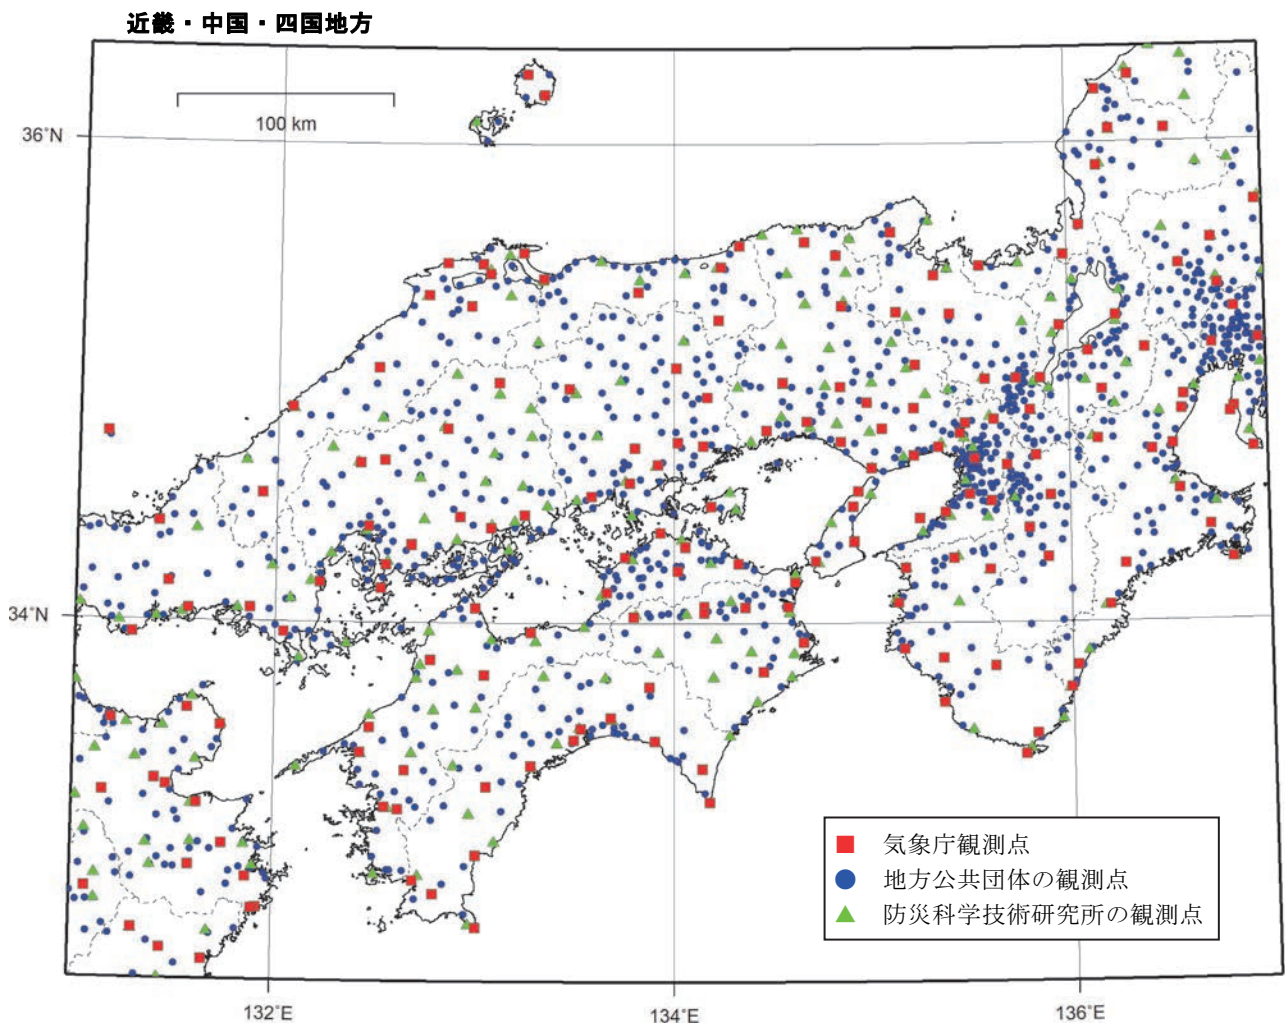 近畿・中国・四国地方
100 km
36°N
34°N
132°E
134°E
136°E
気象庁観測点
地方公共団体の観測点
防災科学技術研究所の観測点